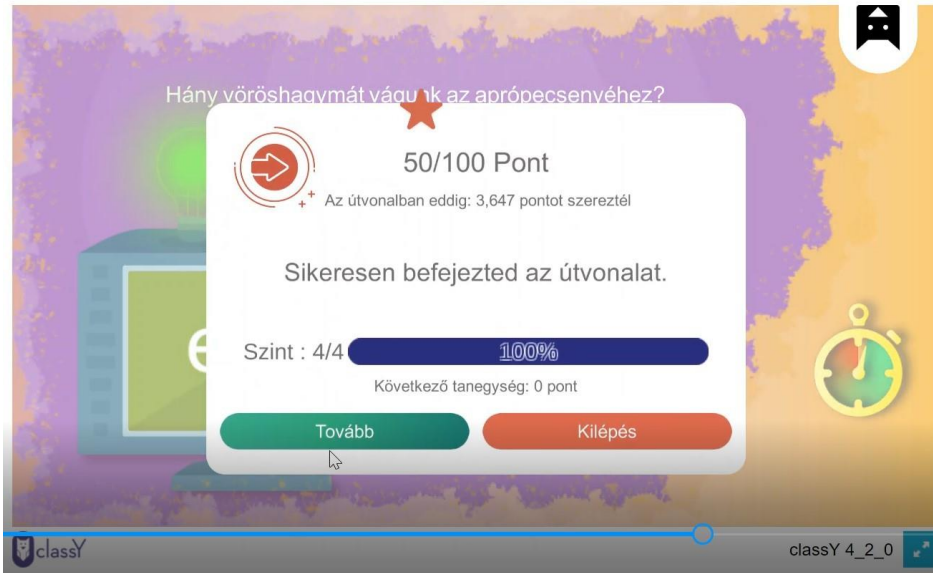 Hány vöröshagymát vágunk az aprópecsenyéhez?
50/100 Pont
Az útvonalban eddig: 3,647 pontot szereztél
Sikeresen befejezted az útvonalat.
Szint : 4/4 100%
Következő tanegység: 0 pont
Tovább Kilépés
classY classY 4_2_0